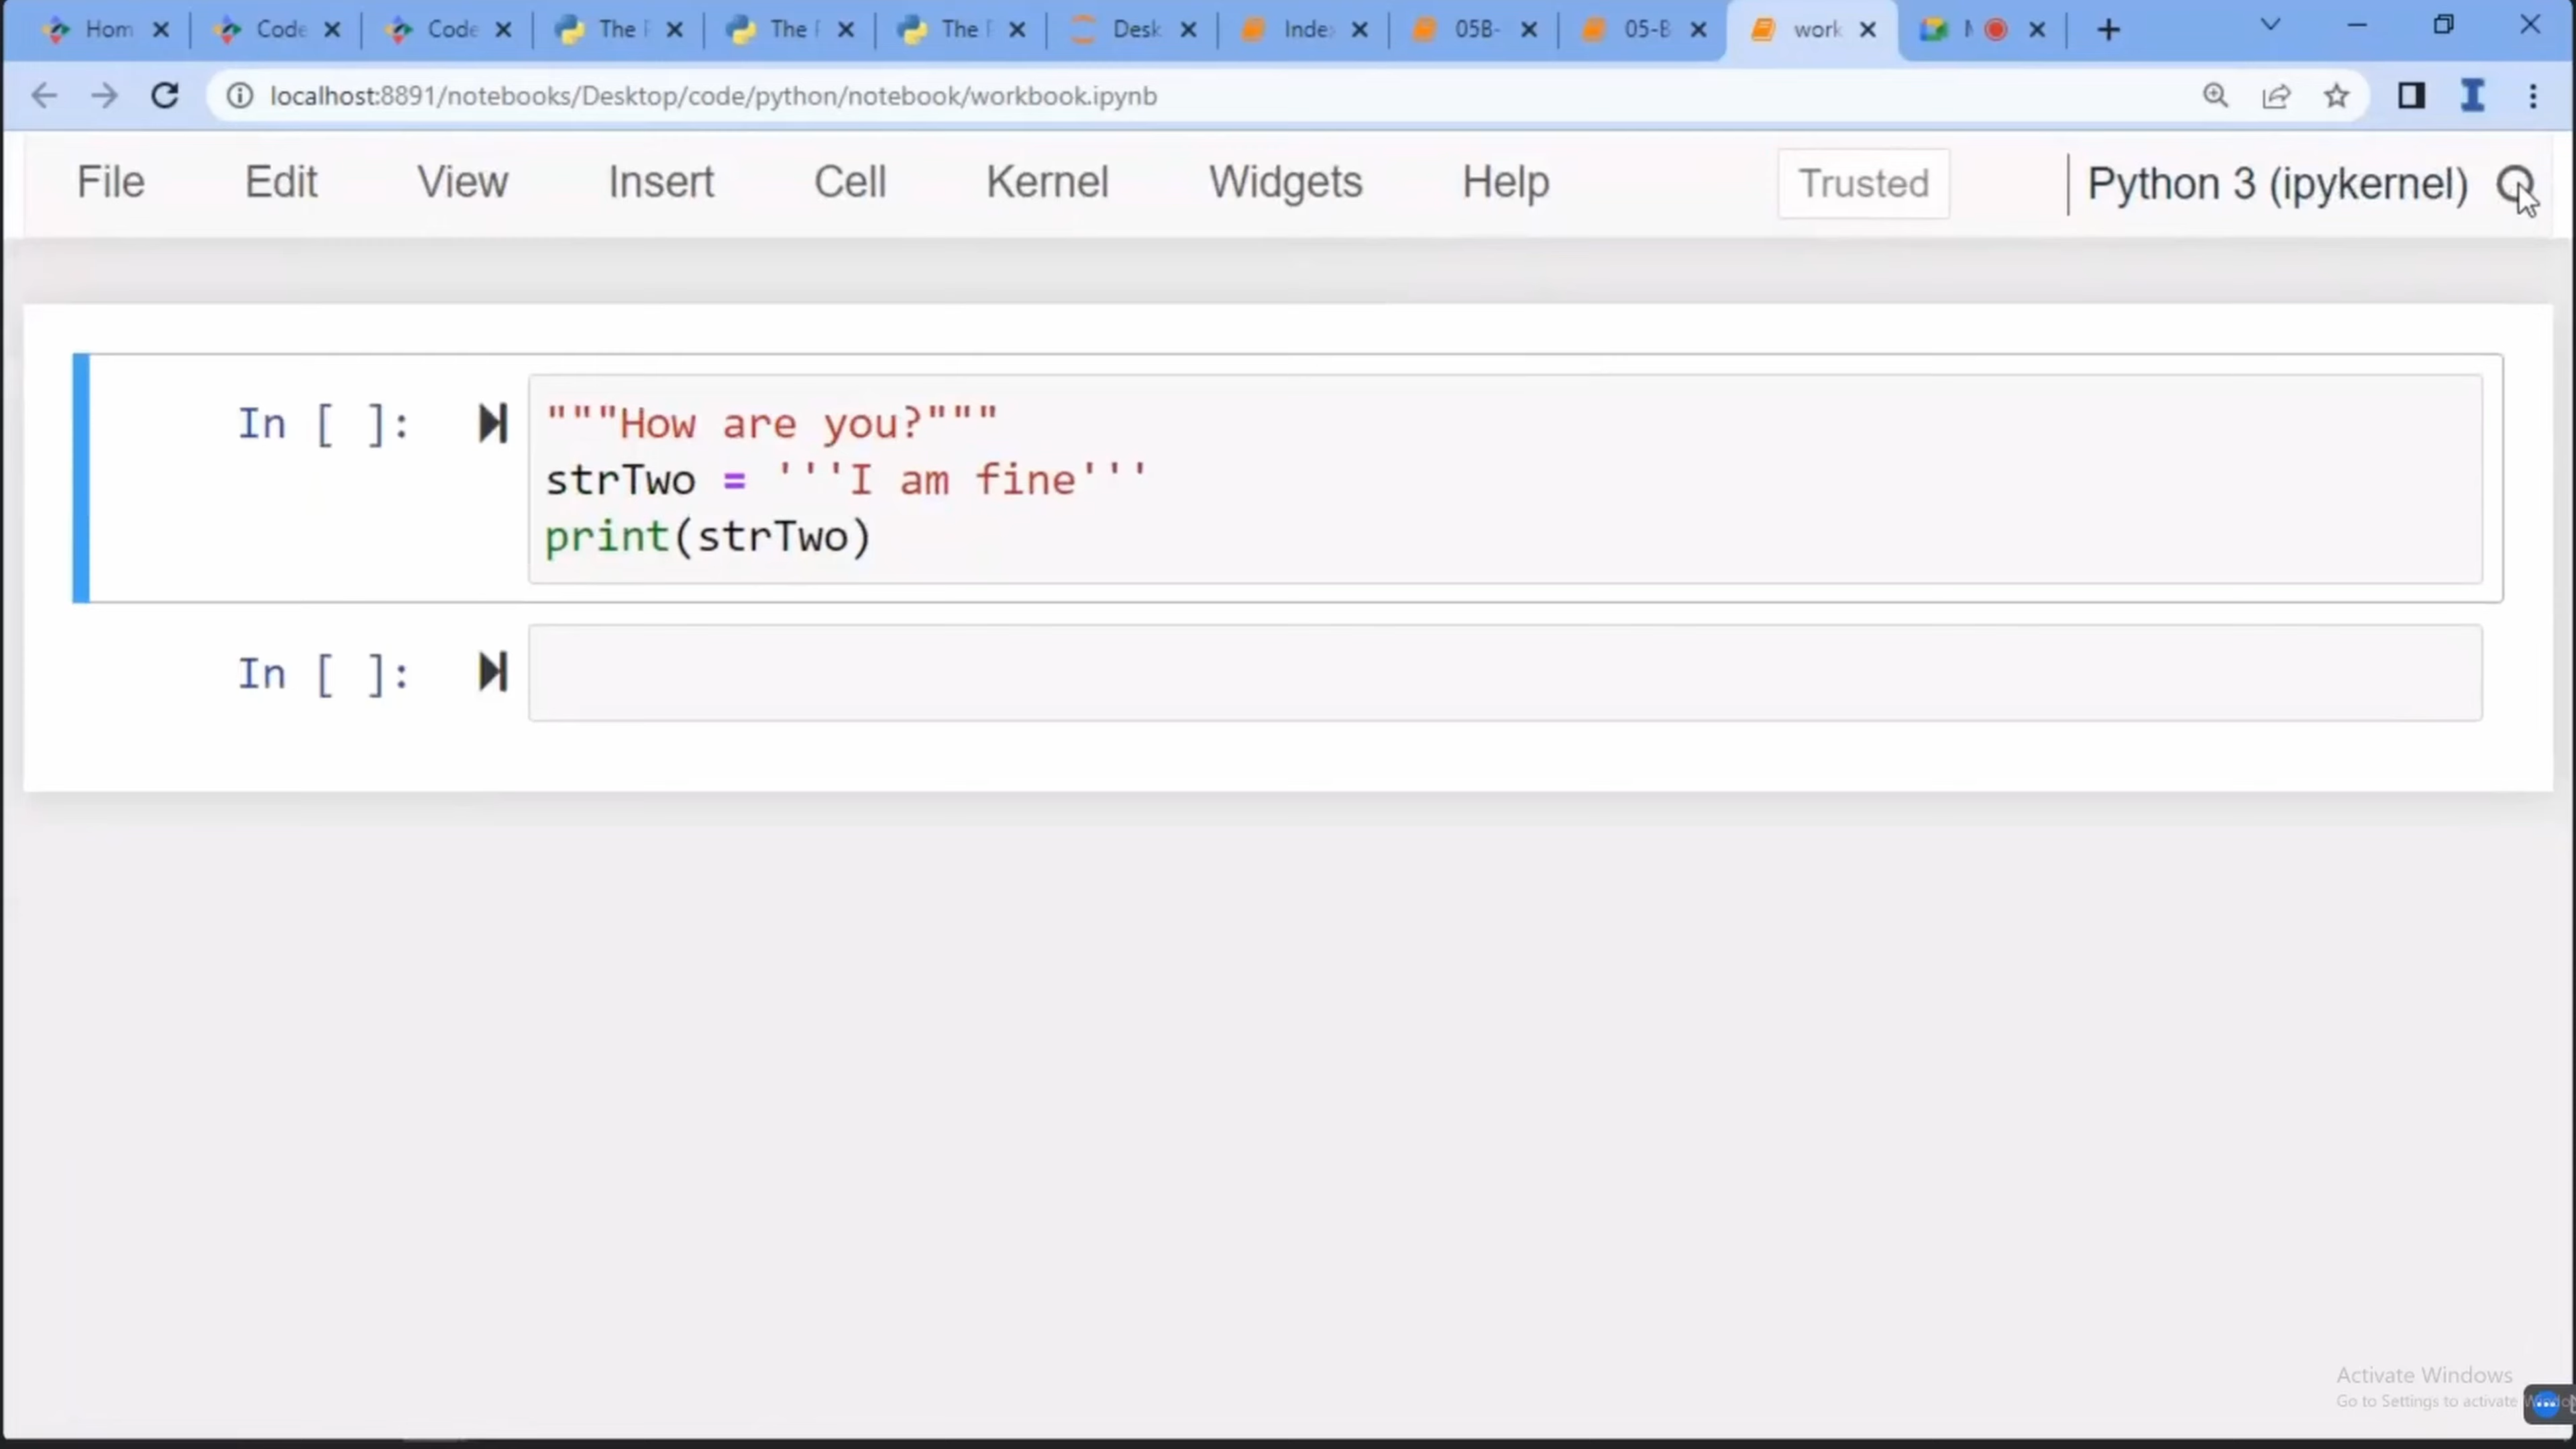 Hom
Code
Code
The
The
The
Desk
Inde
05B-
05-B
work
localhost:8891/notebooks/Desktop/code/python/notebook/workbook.ipynb
File Edit View Insert Cell Kernel Widgets Help Trusted Python 3 (ipykernel)
In [ ]:
"""How are you?"""
strTwo = '''I am fine'''
print(strTwo)
In [ ]:
Activate Windows
Go to Settings to activate